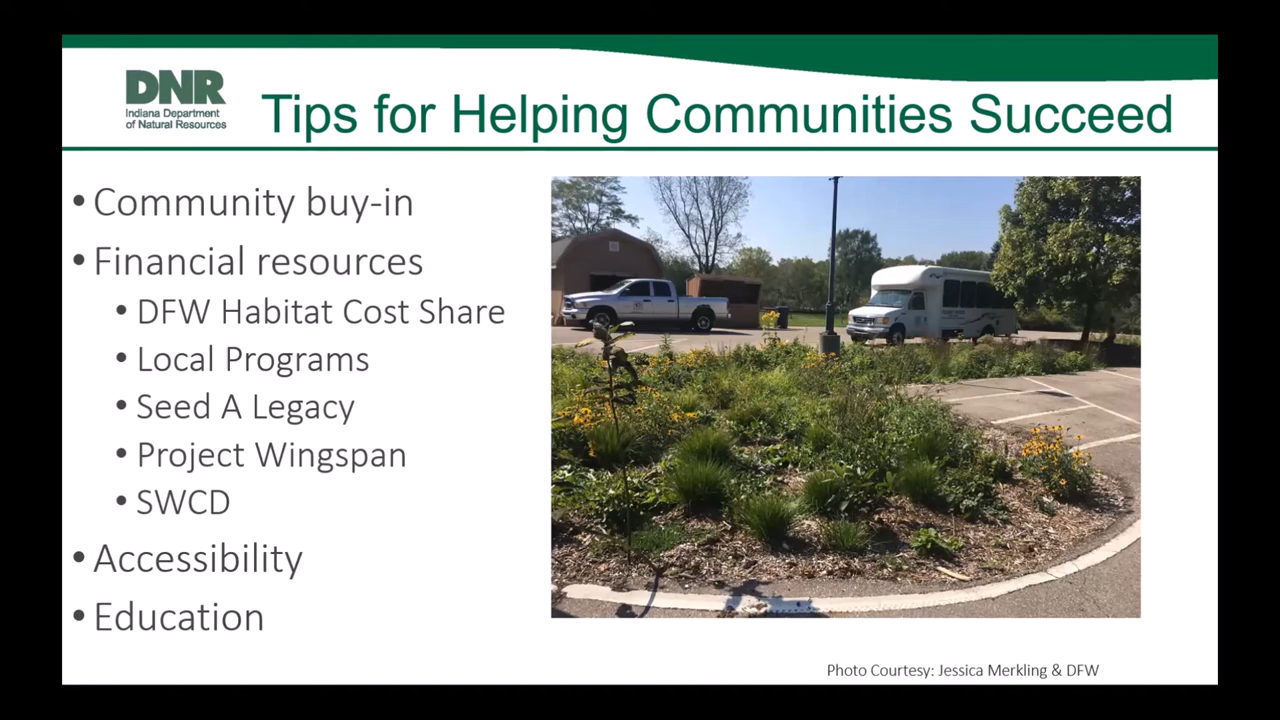 DNR
Indiana Department
of Natural Resources
Tips for Helping Communities Succeed
• Community buy-in
• Financial resources
• DFW Habitat Cost Share
• Local Programs
• Seed A Legacy
• Project Wingspan
• SWCD
• Accessibility
• Education
Photo Courtesy: Jessica Merkling & DFW